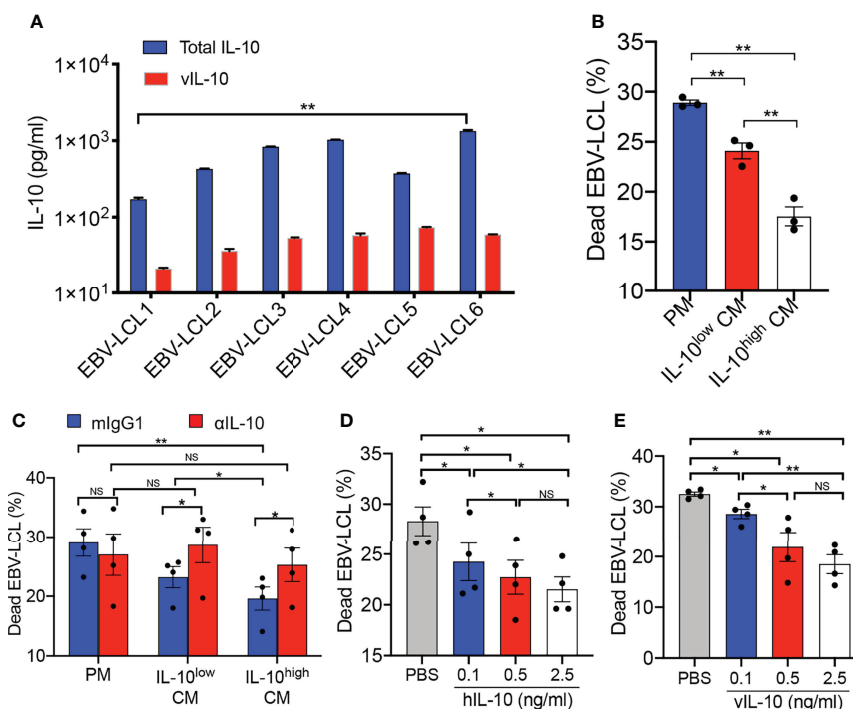 A
Total IL-10
vIL-10
1×10⁴
1×10³
1×10²
1×10¹
IL-10 (pg/ml)
**
EBV-LCL1
EBV-LCL2
EBV-LCL3
EBV-LCL4
EBV-LCL5
EBV-LCL6
B
35
30
25
20
15
10
Dead EBV-LCL (%)
**
**
**
PM
IL-10low CM
IL-10high CM
C
mIgG1
αIL-10
40
30
20
10
Dead EBV-LCL (%)
**
NS
*
NS
NS
*
*
PM
IL-10low
CM
IL-10high
CM
D
35
30
25
20
15
Dead EBV-LCL (%)
*
*
*
*
*
NS
PBS
0.1
0.5
2.5
hIL-10 (ng/ml)
E
40
30
20
10
0
Dead EBV-LCL (%)
**
*
*
**
*
NS
PBS
0.1
0.5
2.5
vIL-10 (ng/ml)